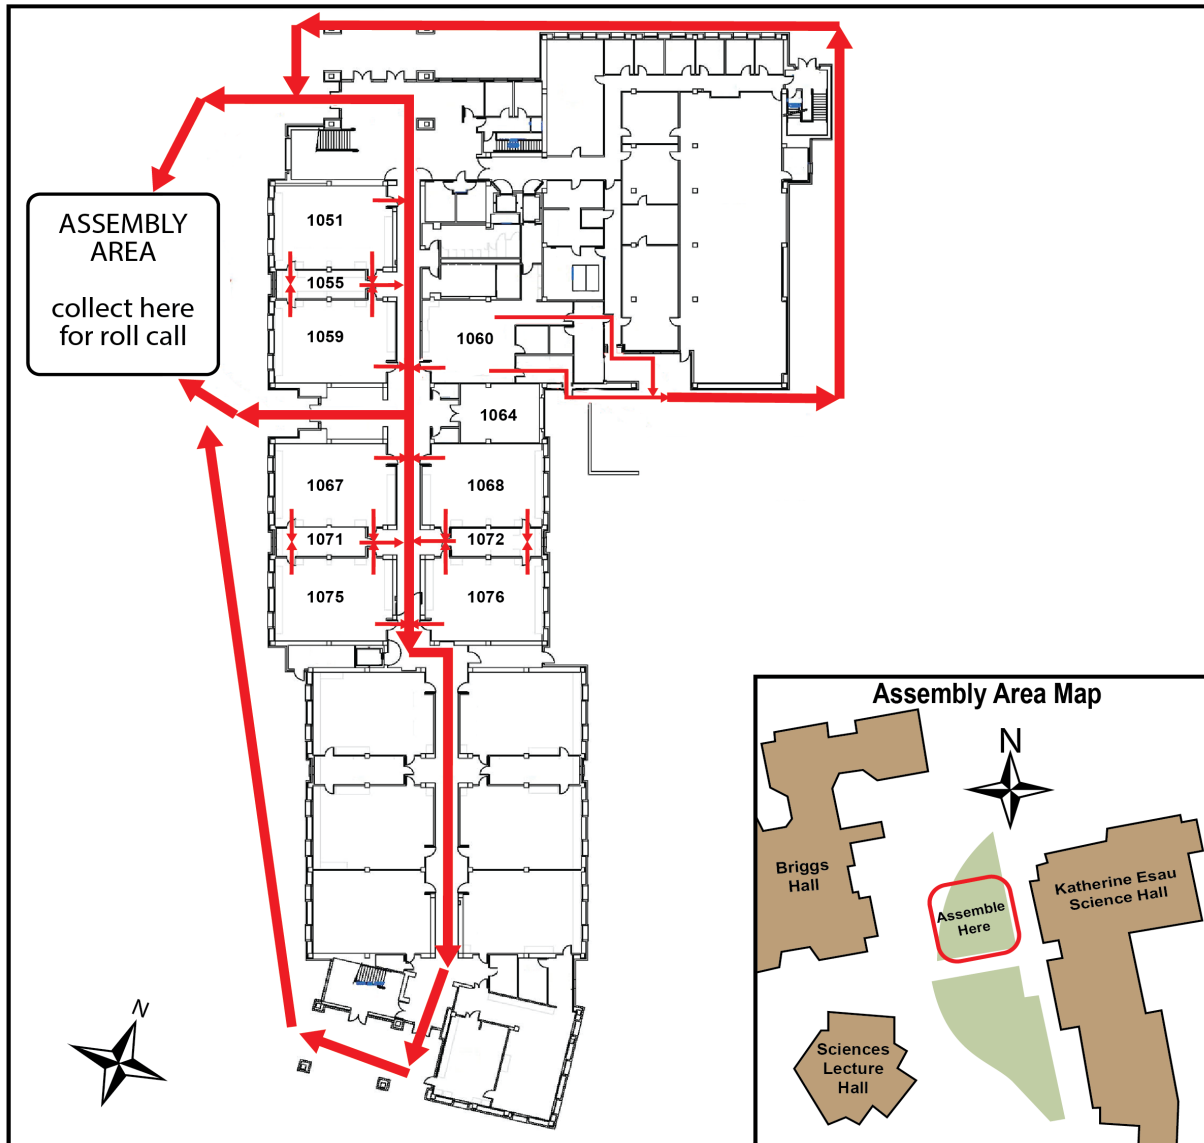 ASSEMBLY
AREA
collect here
for roll call
1051
1055
1059
1060
1064
1067
1068
1071
1072
1075
1076
N
Assembly Area Map
N
Briggs
Hall
Katherine Esau
Science Hall
Assemble
Here
Sciences
Lecture
Hall